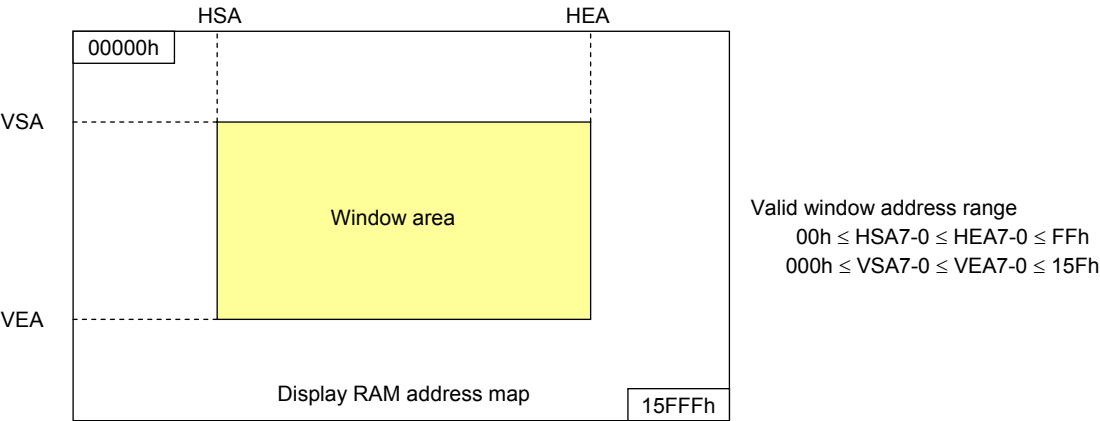 HSA HEA
00000h
VSA
Window area
Valid window address range
00h ≤ HSA7-0 ≤ HEA7-0 ≤ FFh
000h ≤ VSA7-0 ≤ VEA7-0 ≤ 15Fh
VEA
Display RAM address map
15FFFh